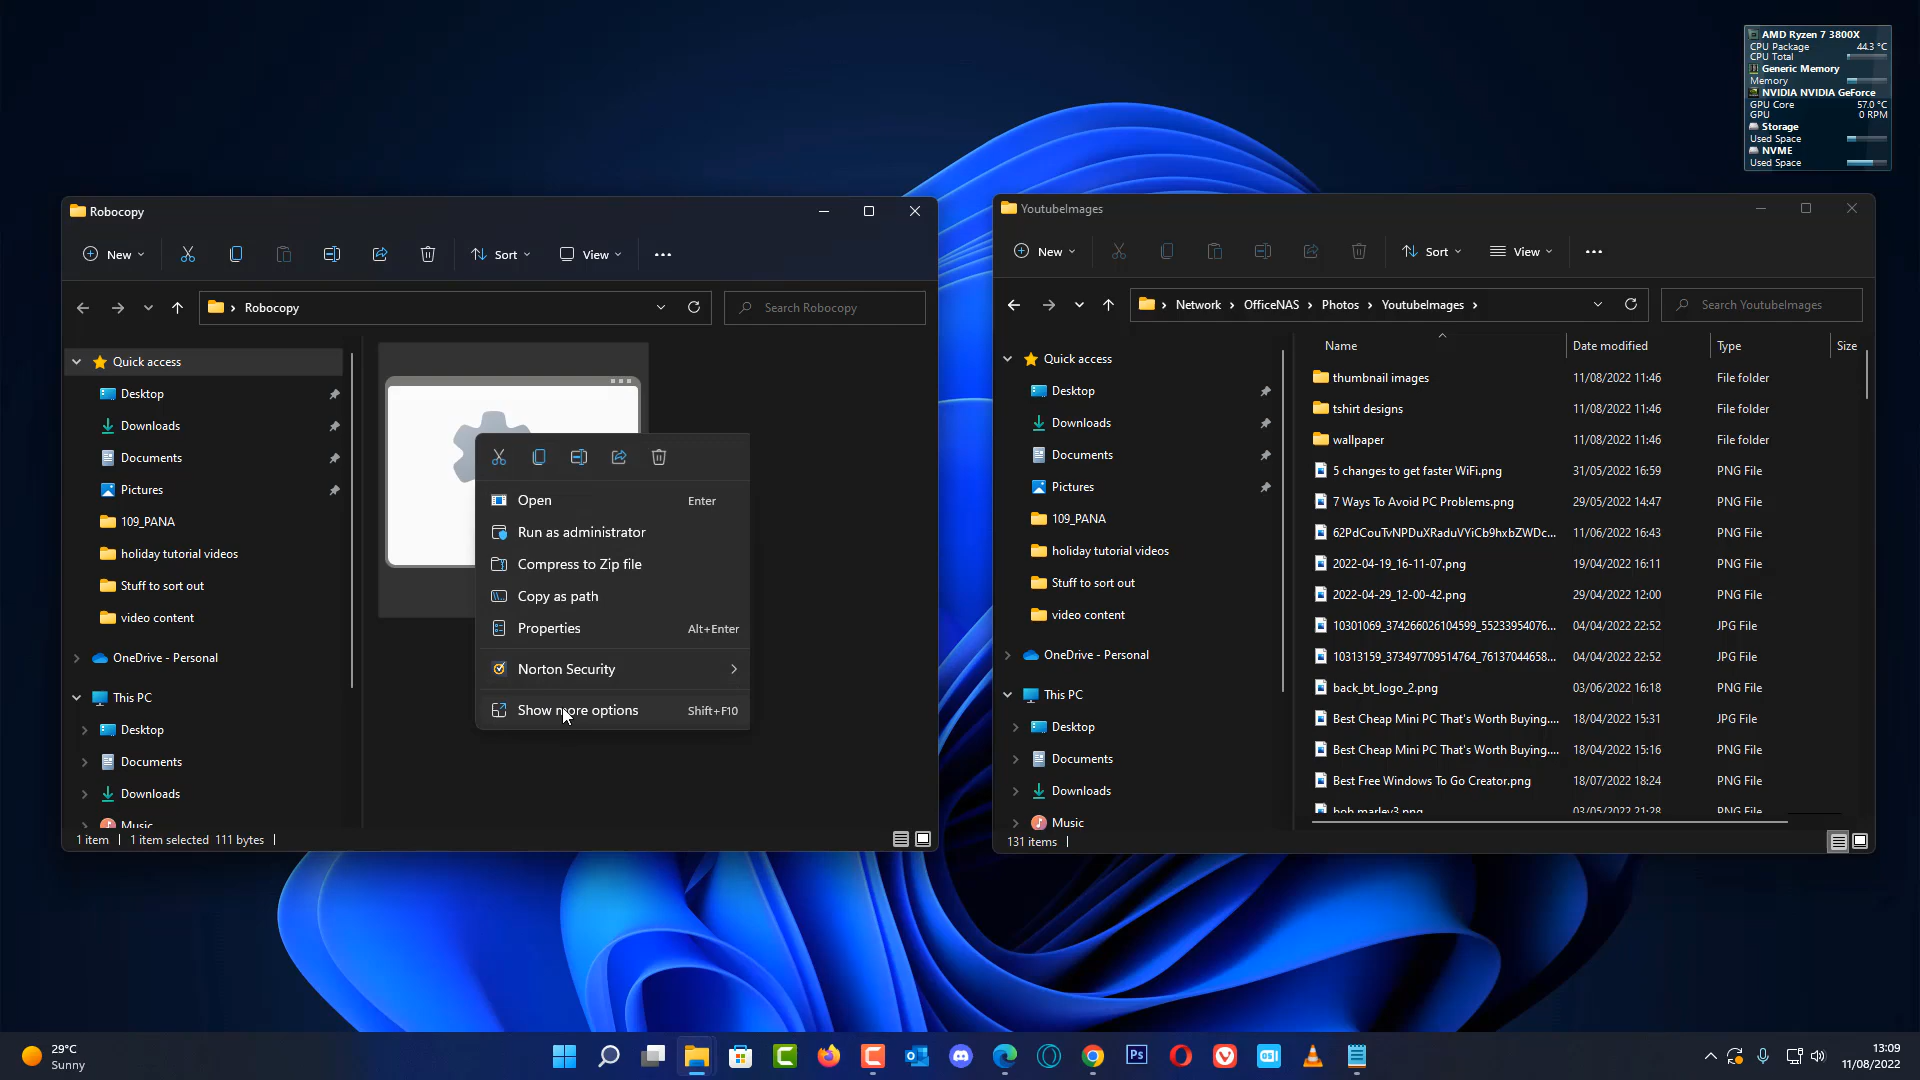 AMD Ryzen 7 3800X
CPU Package 44.3 °C
CPU Total
Generic Memory
Memory
NVIDIA NVIDIA GeForce
GPU Core 57.0 °C
GPU 0 RPM
Storage
Used Space
NVME
Used Space
Robocopy
New Sort View
Robocopy
Search Robocopy
Quick access
Desktop
Downloads
Documents
Pictures
109_PANA
holiday tutorial videos
Stuff to sort out
video content
OneDrive - Personal
This PC
Desktop
Documents
Downloads
Music
1 item 1 item selected 111 bytes
Open Enter
Run as administrator
Compress to Zip file
Copy as path
Properties Alt+Enter
Norton Security
Show more options Shift+F10
YoutubeImages
New Sort View
Network OfficeNAS Photos YoutubeImages
Search YoutubeImages
Quick access
Desktop
Downloads
Documents
Pictures
109_PANA
holiday tutorial videos
Stuff to sort out
video content
OneDrive - Personal
This PC
Desktop
Documents
Downloads
Music
Name Date modified Type Size
thumbnail images 11/08/2022 11:46 File folder
tshirt designs 11/08/2022 11:46 File folder
wallpaper 11/08/2022 11:46 File folder
5 changes to get faster WiFi.png 31/05/2022 16:59 PNG File
7 Ways To Avoid PC Problems.png 29/05/2022 14:47 PNG File
62PdCouTvNPDuXRaduVYiCb9hxbZWDc... 11/06/2022 16:43 PNG File
2022-04-19_16-11-07.png 19/04/2022 16:11 PNG File
2022-04-29_12-00-42.png 29/04/2022 12:00 PNG File
10301069_374266026104599_55233954076... 04/04/2022 22:52 JPG File
10313159_373497709514764_76137044658... 04/04/2022 22:52 JPG File
back_bt_logo_2.png 03/06/2022 16:18 PNG File
Best Cheap Mini PC That's Worth Buying.... 18/04/2022 15:31 JPG File
Best Cheap Mini PC That's Worth Buying.... 18/04/2022 15:16 PNG File
Best Free Windows To Go Creator.png 18/07/2022 18:24 PNG File
bob marley3.png 03/05/2022 21:28 PNG File
131 items
29°C
Sunny
Ps
13:09
11/08/2022